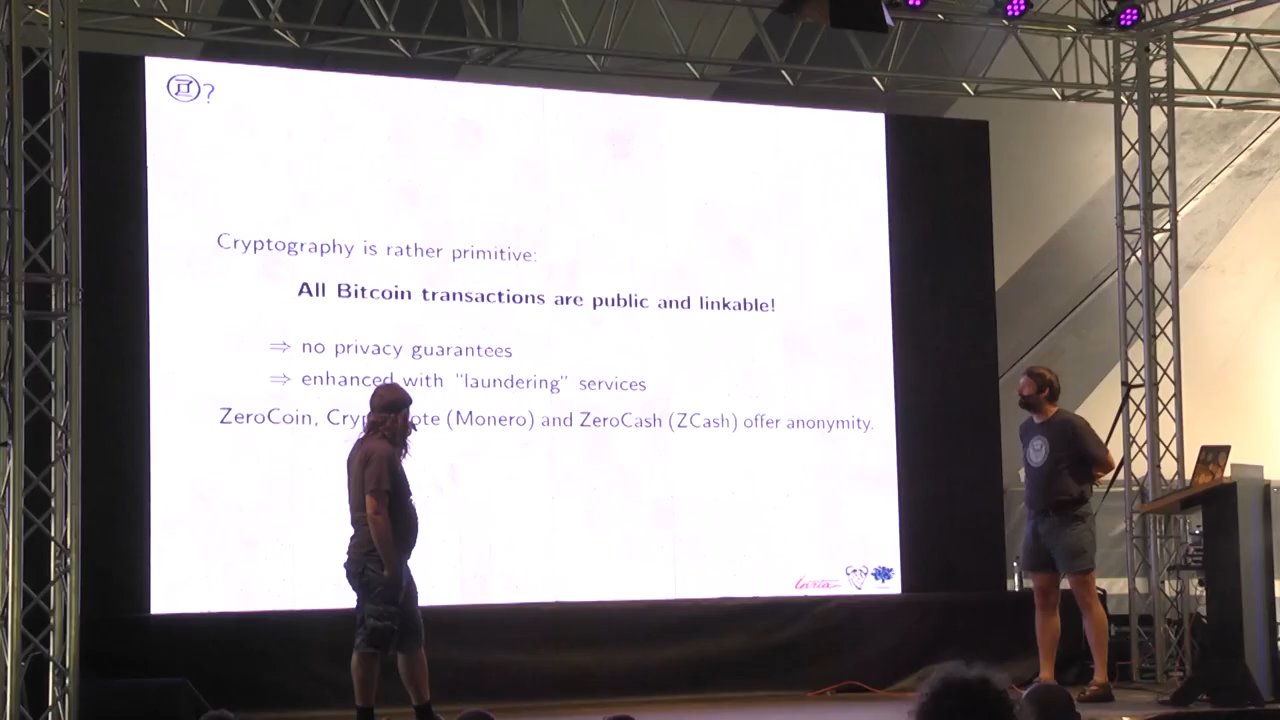 ?
Cryptography is rather primitive:
All Bitcoin transactions are public and linkable!
⇒ no privacy guarantees
⇒ enhanced with "laundering" services
ZeroCoin, (Monero) and ZeroCash (ZCash) offer anonymity.
Inria